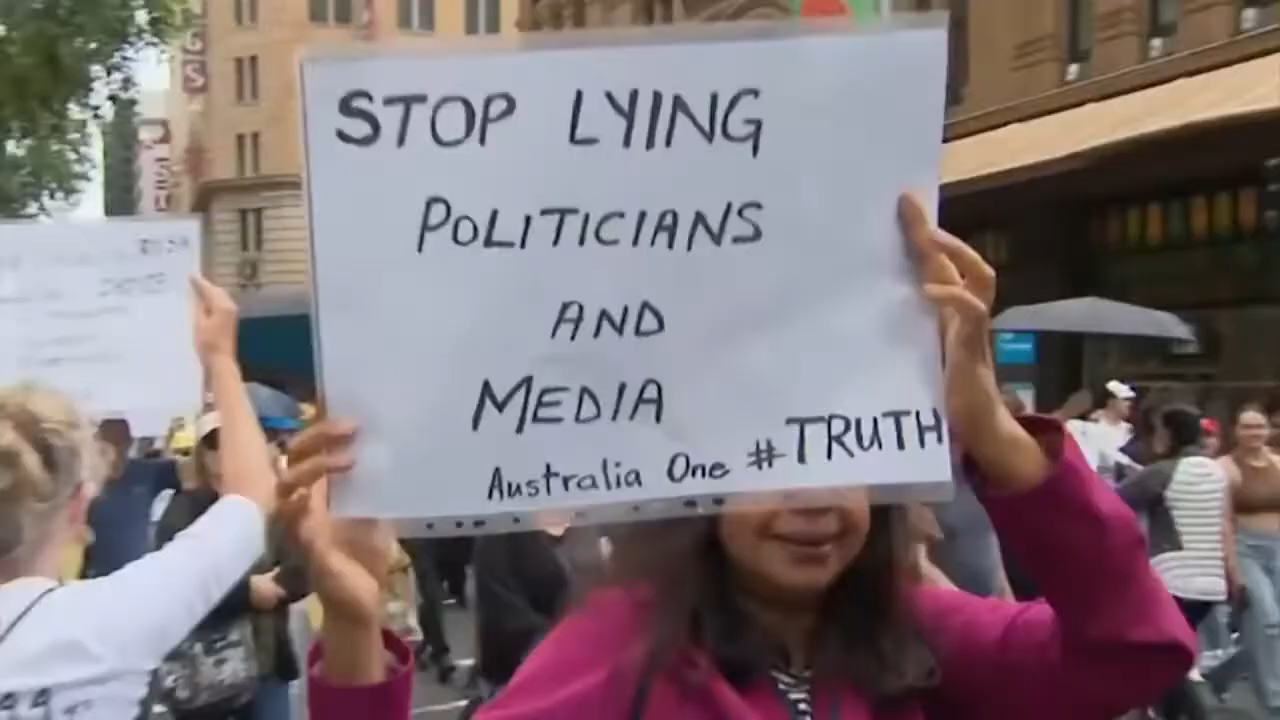 STOP LYING
POLITICIANS
AND
MEDIA
Australia One #TRUTH